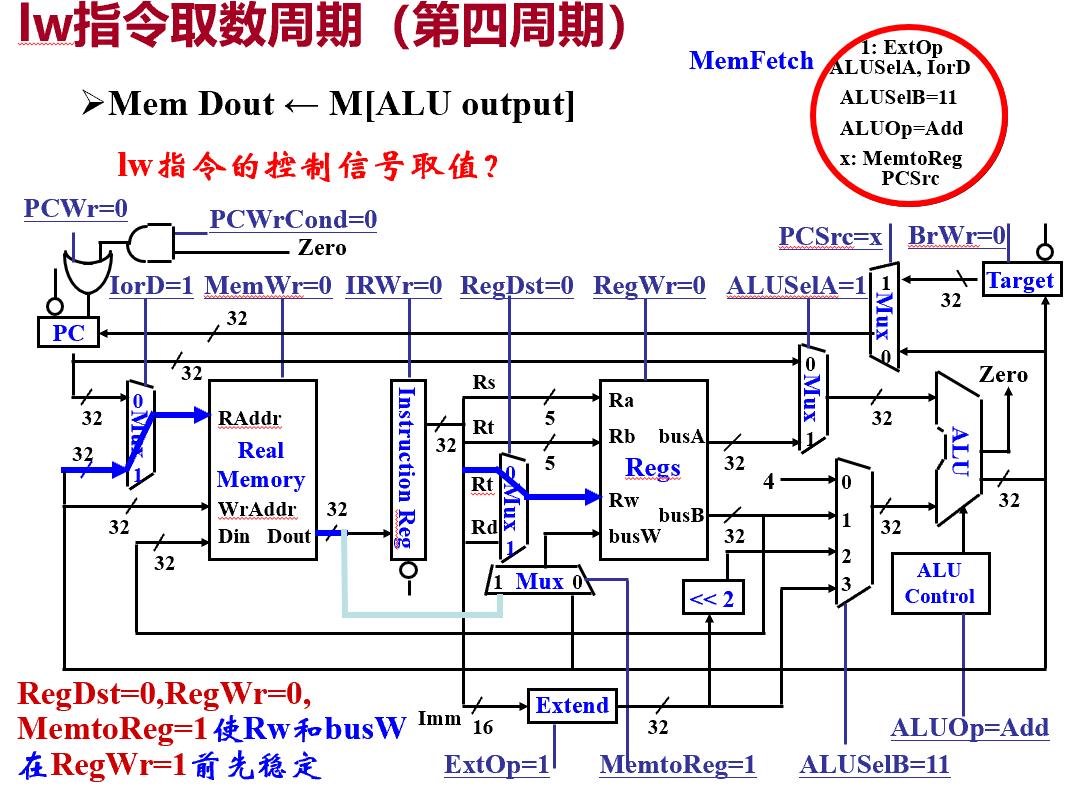 lw指令取数周期（第四周期）
MemFetch
1: ExtOp
ALUSelA, IorD
ALUSelB=11
ALUOp=Add
x: MemtoReg
PCSrc
➢Mem Dout ← M[ALU output]
lw指令的控制信号取值？
PCWr=0
PCWrCond=0
Zero
PCSrc=x
BrWr=0
IorD=1
MemWr=0
IRWr=0
RegDst=0
RegWr=0
ALUSelA=1
1
Mux
0
32
Target
PC
32
32
32
0
Mux
1
32
32
32
RAddr
Real
Memory
WrAddr
Din
Dout
32
Instruction Reg
32
Rs
Rt
Rt
Rd
5
5
0
Mux
1
Ra
Rb
busA
Regs
Rw
busB
busW
32
32
0
Mux
1
32
Zero
ALU
32
4
0
1
2
3
32
ALU
Control
1 Mux 0
<< 2
RegDst=0,RegWr=0,
MemtoReg=1使Rw和busW
在RegWr=1前先稳定
Imm
16
Extend
32
ALUOp=Add
ExtOp=1
MemtoReg=1
ALUSelB=11